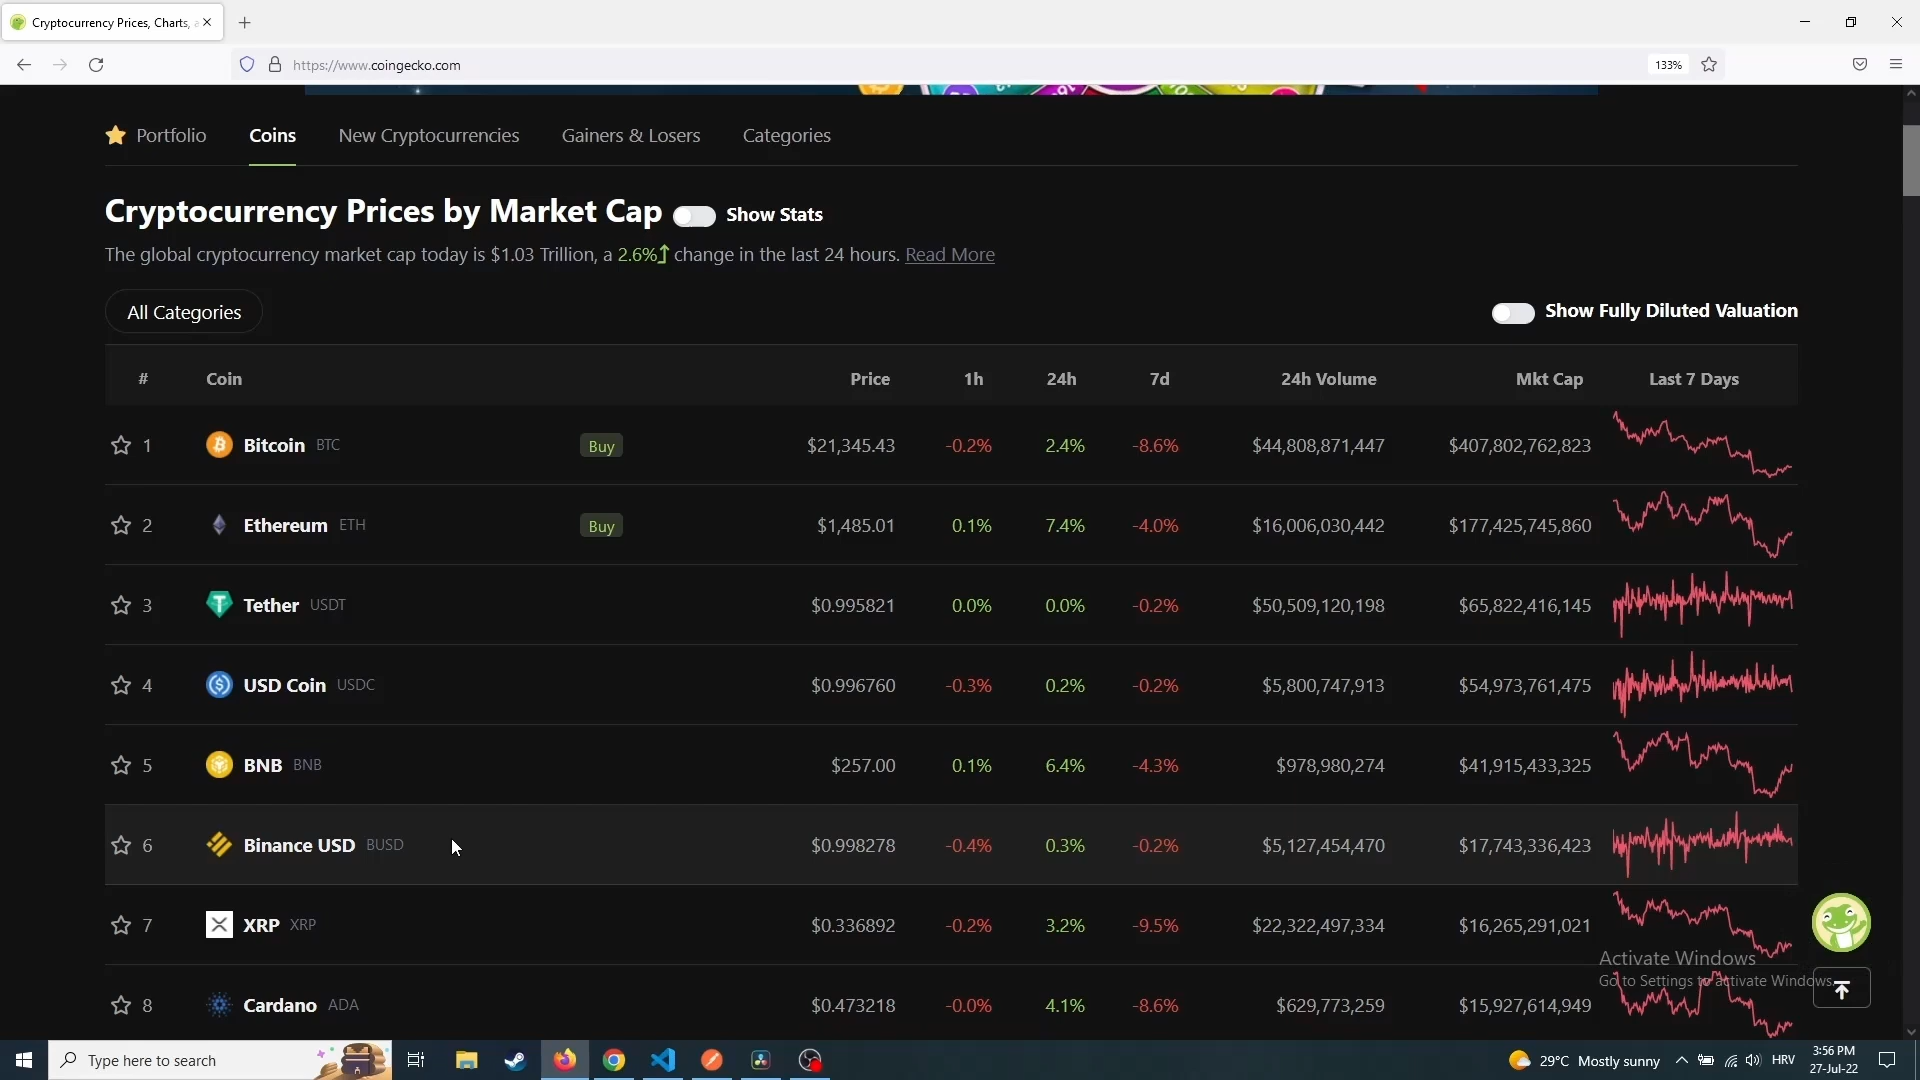 Cryptocurrency Prices, Charts,
https://www.coingecko.com
133%
Portfolio
Coins
New Cryptocurrencies
Gainers & Losers
Categories
Cryptocurrency Prices by Market Cap
Show Stats
The global cryptocurrency market cap today is $1.03 Trillion, a 2.6% change in the last 24 hours. Read More
All Categories
Show Fully Diluted Valuation
# Coin Price 1h 24h 7d 24h Volume Mkt Cap Last 7 Days
1 Bitcoin BTC Buy $21,345.43 -0.2% 2.4% -8.6% $44,808,871,447 $407,802,762,823
2 Ethereum ETH Buy $1,485.01 0.1% 7.4% -4.0% $16,006,030,442 $177,425,745,860
3 Tether USDT $0.995821 0.0% 0.0% -0.2% $50,509,120,198 $65,822,416,145
4 USD Coin USDC $0.996760 -0.3% 0.2% -0.2% $5,800,747,913 $54,973,761,475
5 BNB BNB $257.00 0.1% 6.4% -4.3% $978,980,274 $41,915,433,325
6 Binance USD BUSD $0.998278 -0.4% 0.3% -0.2% $5,127,454,470 $17,743,336,423
7 XRP XRP $0.336892 -0.2% 3.2% -9.5% $22,322,497,334 $16,265,291,021
Activate Windows
Go to Settings to activate Windows.
8 Cardano ADA $0.473218 -0.0% 4.1% -8.6% $629,773,259 $15,927,614,949
Type here to search
29°C Mostly sunny
HRV
3:56 PM
27-Jul-22